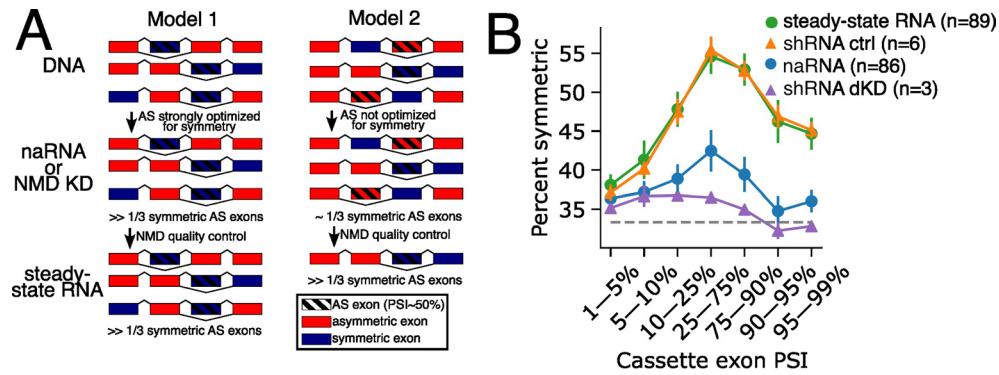 A
Model 1
Model 2
DNA
AS strongly optimized
for symmetry
AS not optimized
for symmetry
naRNA
or
NMD KD
>> 1/3 symmetric AS exons
~ 1/3 symmetric AS exons
NMD quality control
NMD quality control
steady-
state RNA
>> 1/3 symmetric AS exons
>> 1/3 symmetric AS exons
AS exon (PSI~50%)
asymmetric exon
symmetric exon
B
steady-state RNA (n=89)
shRNA ctrl (n=6)
naRNA (n=86)
shRNA dKD (n=3)
Percent symmetric
55
50
45
40
35
1—5%
5—10%
10—25%
25—75%
75—90%
90—95%
95—99%
Cassette exon PSI